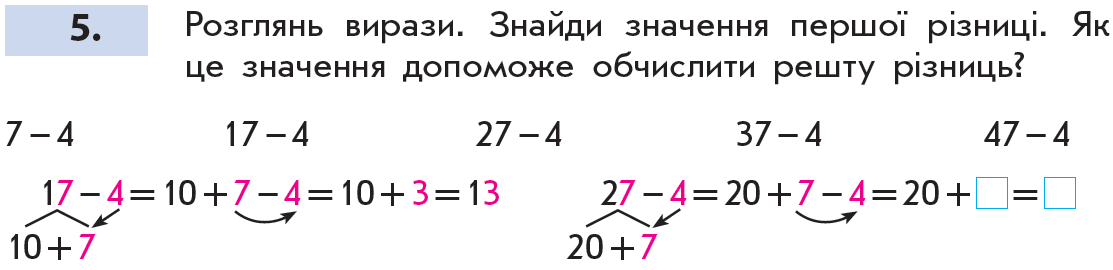 5. Розглянь вирази. Знайди значення першої різниці. Як
це значення допоможе обчислити решту різниць?
7 – 4 17 – 4 27 – 4 37 – 4 47 – 4
17 – 4 = 10 + 7 – 4 = 10 + 3 = 13 27 – 4 = 20 + 7 – 4 = 20 + □ = □
10 + 7 20 + 7